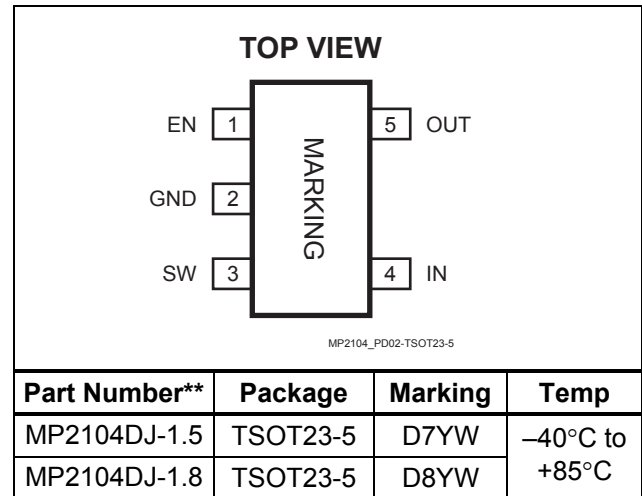 TOP VIEW
EN 1 5 OUT
MARKING
GND 2
SW 3 4 IN
MP2104_PD02-TSOT23-5
Part Number** Package Marking Temp
MP2104DJ-1.5 TSOT23-5 D7YW –40°C to
MP2104DJ-1.8 TSOT23-5 D8YW +85°C